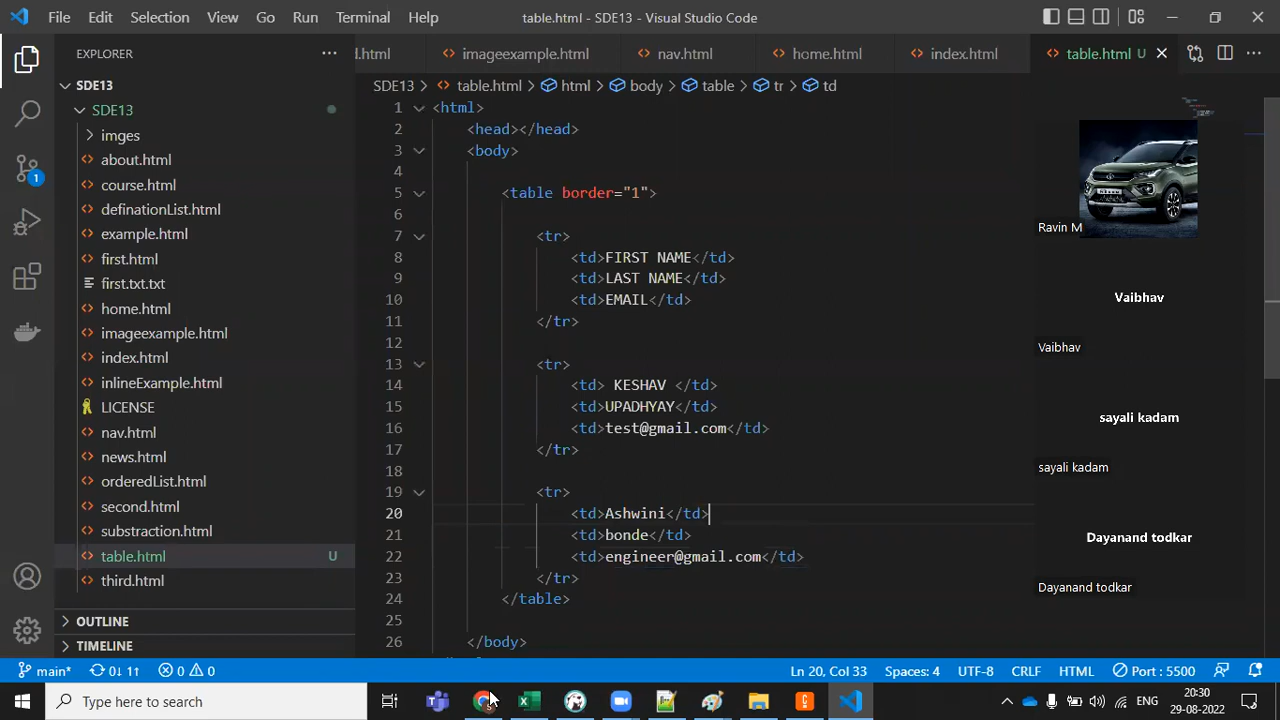 File Edit Selection View Go Run Terminal Help
table.html - SDE13 - Visual Studio Code
EXPLORER
d.html
imageexample.html
nav.html
home.html
index.html
table.html U
SDE13
SDE13
imges
about.html
course.html
definationList.html
example.html
first.html
first.txt.txt
home.html
imageexample.html
index.html
inlineExample.html
LICENSE
nav.html
news.html
orderedList.html
second.html
substraction.html
table.html U
third.html
OUTLINE
TIMELINE
SDE13 > table.html > html > body > table > tr > td
1 <html>
2 <head></head>
3 <body>
4
5 <table border="1">
6
7 <tr>
8 <td>FIRST NAME</td>
9 <td>LAST NAME</td>
10 <td>EMAIL</td>
11 </tr>
12
13 <tr>
14 <td> KESHAV </td>
15 <td>UPADHYAY</td>
16 <td>test@gmail.com</td>
17 </tr>
18
19 <tr>
20 <td>Ashwini</td>
21 <td>bonde</td>
22 <td>engineer@gmail.com</td>
23 </tr>
24 </table>
25
26 </body>
Ravin M
Vaibhav
Vaibhav
sayali kadam
sayali kadam
Dayanand todkar
Dayanand todkar
1
main* 0↓ 1↑ 0 0
Ln 20, Col 33 Spaces: 4 UTF-8 CRLF HTML Port : 5500
Type here to search
ENG
20:30
29-08-2022